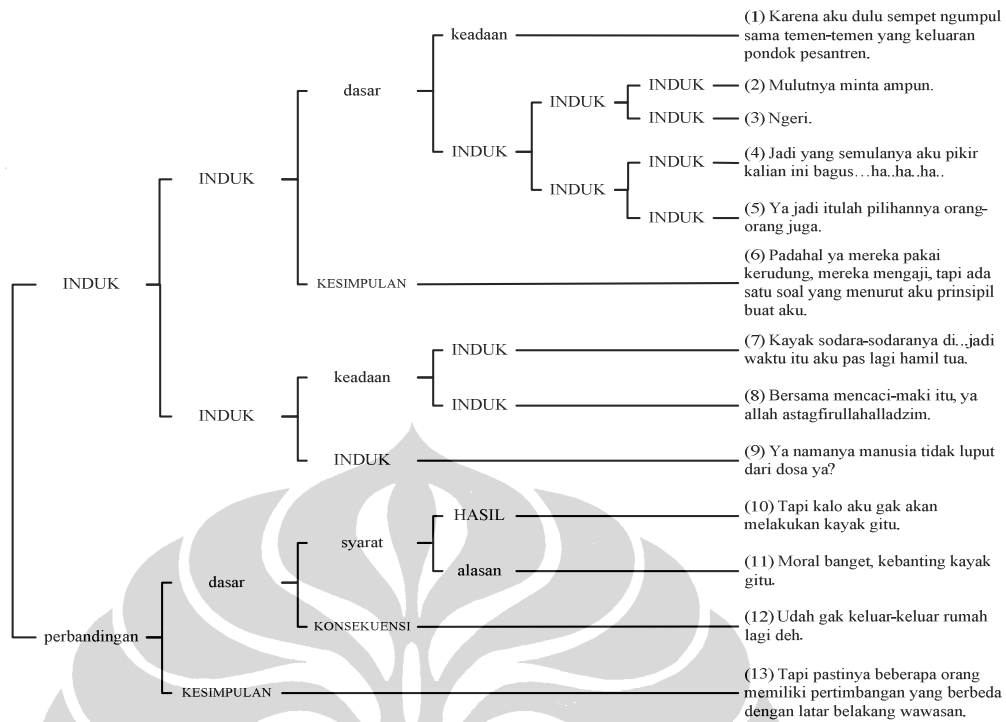 (1) Karena aku dulu sempet ngumpul
sama temen-temen yang keluaran
pondok pesantren.
keadaan
dasar
INDUK
(2) Mulutnya minta ampun.
INDUK
INDUK
(3) Ngeri.
INDUK
INDUK
(4) Jadi yang semulanya aku pikir
kalian ini bagus…ha..ha..ha..
INDUK
INDUK
INDUK
(5) Ya jadi itulah pilihannya orang-
orang juga.
INDUK
KESIMPULAN
(6) Padahal ya mereka pakai
kerudung, mereka mengaji, tapi ada
satu soal yang menurut aku prinsipil
buat aku.
INDUK
(7) Kayak sodara-sodaranya di...jadi
waktu itu aku pas lagi hamil tua.
keadaan
INDUK
INDUK
(8) Bersama mencaci-maki itu, ya
allah astagfirullahalladzim.
INDUK
(9) Ya namanya manusia tidak luput
dari dosa ya?
HASIL
(10) Tapi kalo aku gak akan
melakukan kayak gitu.
syarat
alasan
(11) Moral banget, kebanting kayak
gitu.
dasar
KONSEKUENSI
(12) Udah gak keluar-keluar rumah
lagi deh.
perbandingan
KESIMPULAN
(13) Tapi pastinya beberapa orang
memiliki pertimbangan yang berbeda
dengan latar belakang wawasan.